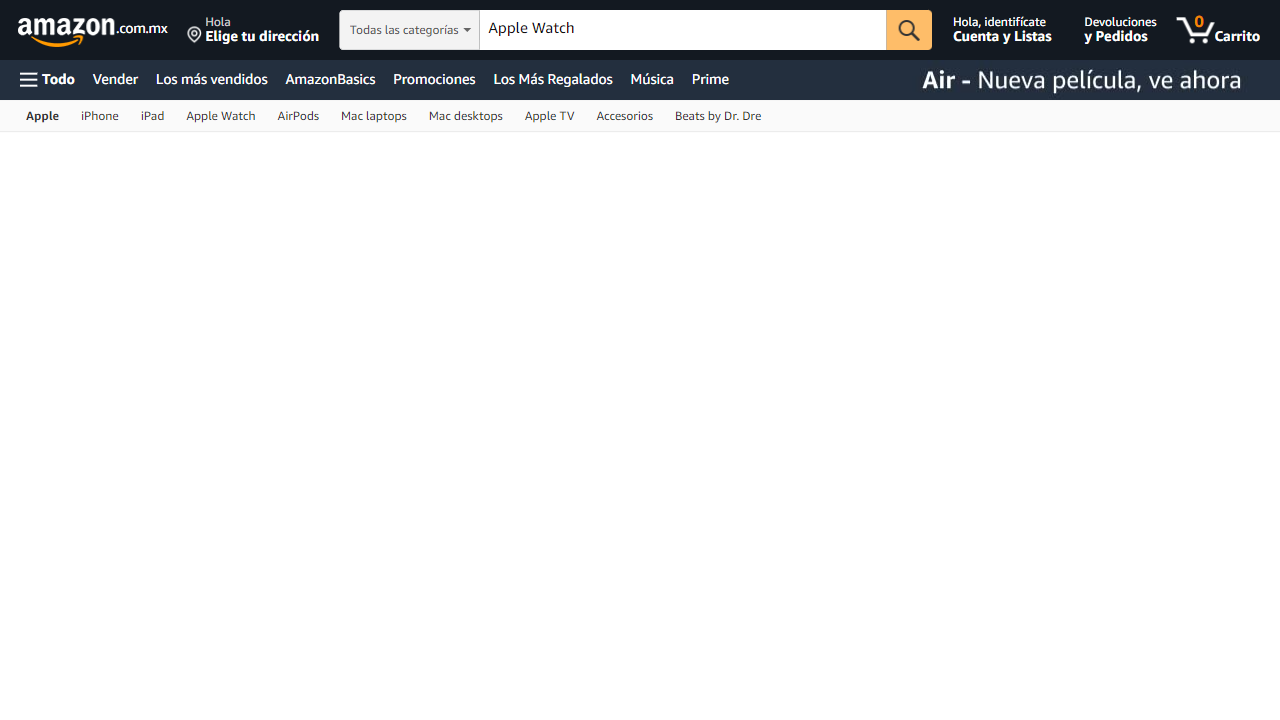 amazon.com.mx
Hola
Elige tu dirección
Todas las categorías
Apple Watch
Hola, identifícate
Cuenta y Listas
Devoluciones
y Pedidos
0
Carrito
Todo
Vender
Los más vendidos
AmazonBasics
Promociones
Los Más Regalados
Música
Prime
Air - Nueva película, ve ahora
Apple
iPhone
iPad
Apple Watch
AirPods
Mac laptops
Mac desktops
Apple TV
Accesorios
Beats by Dr. Dre